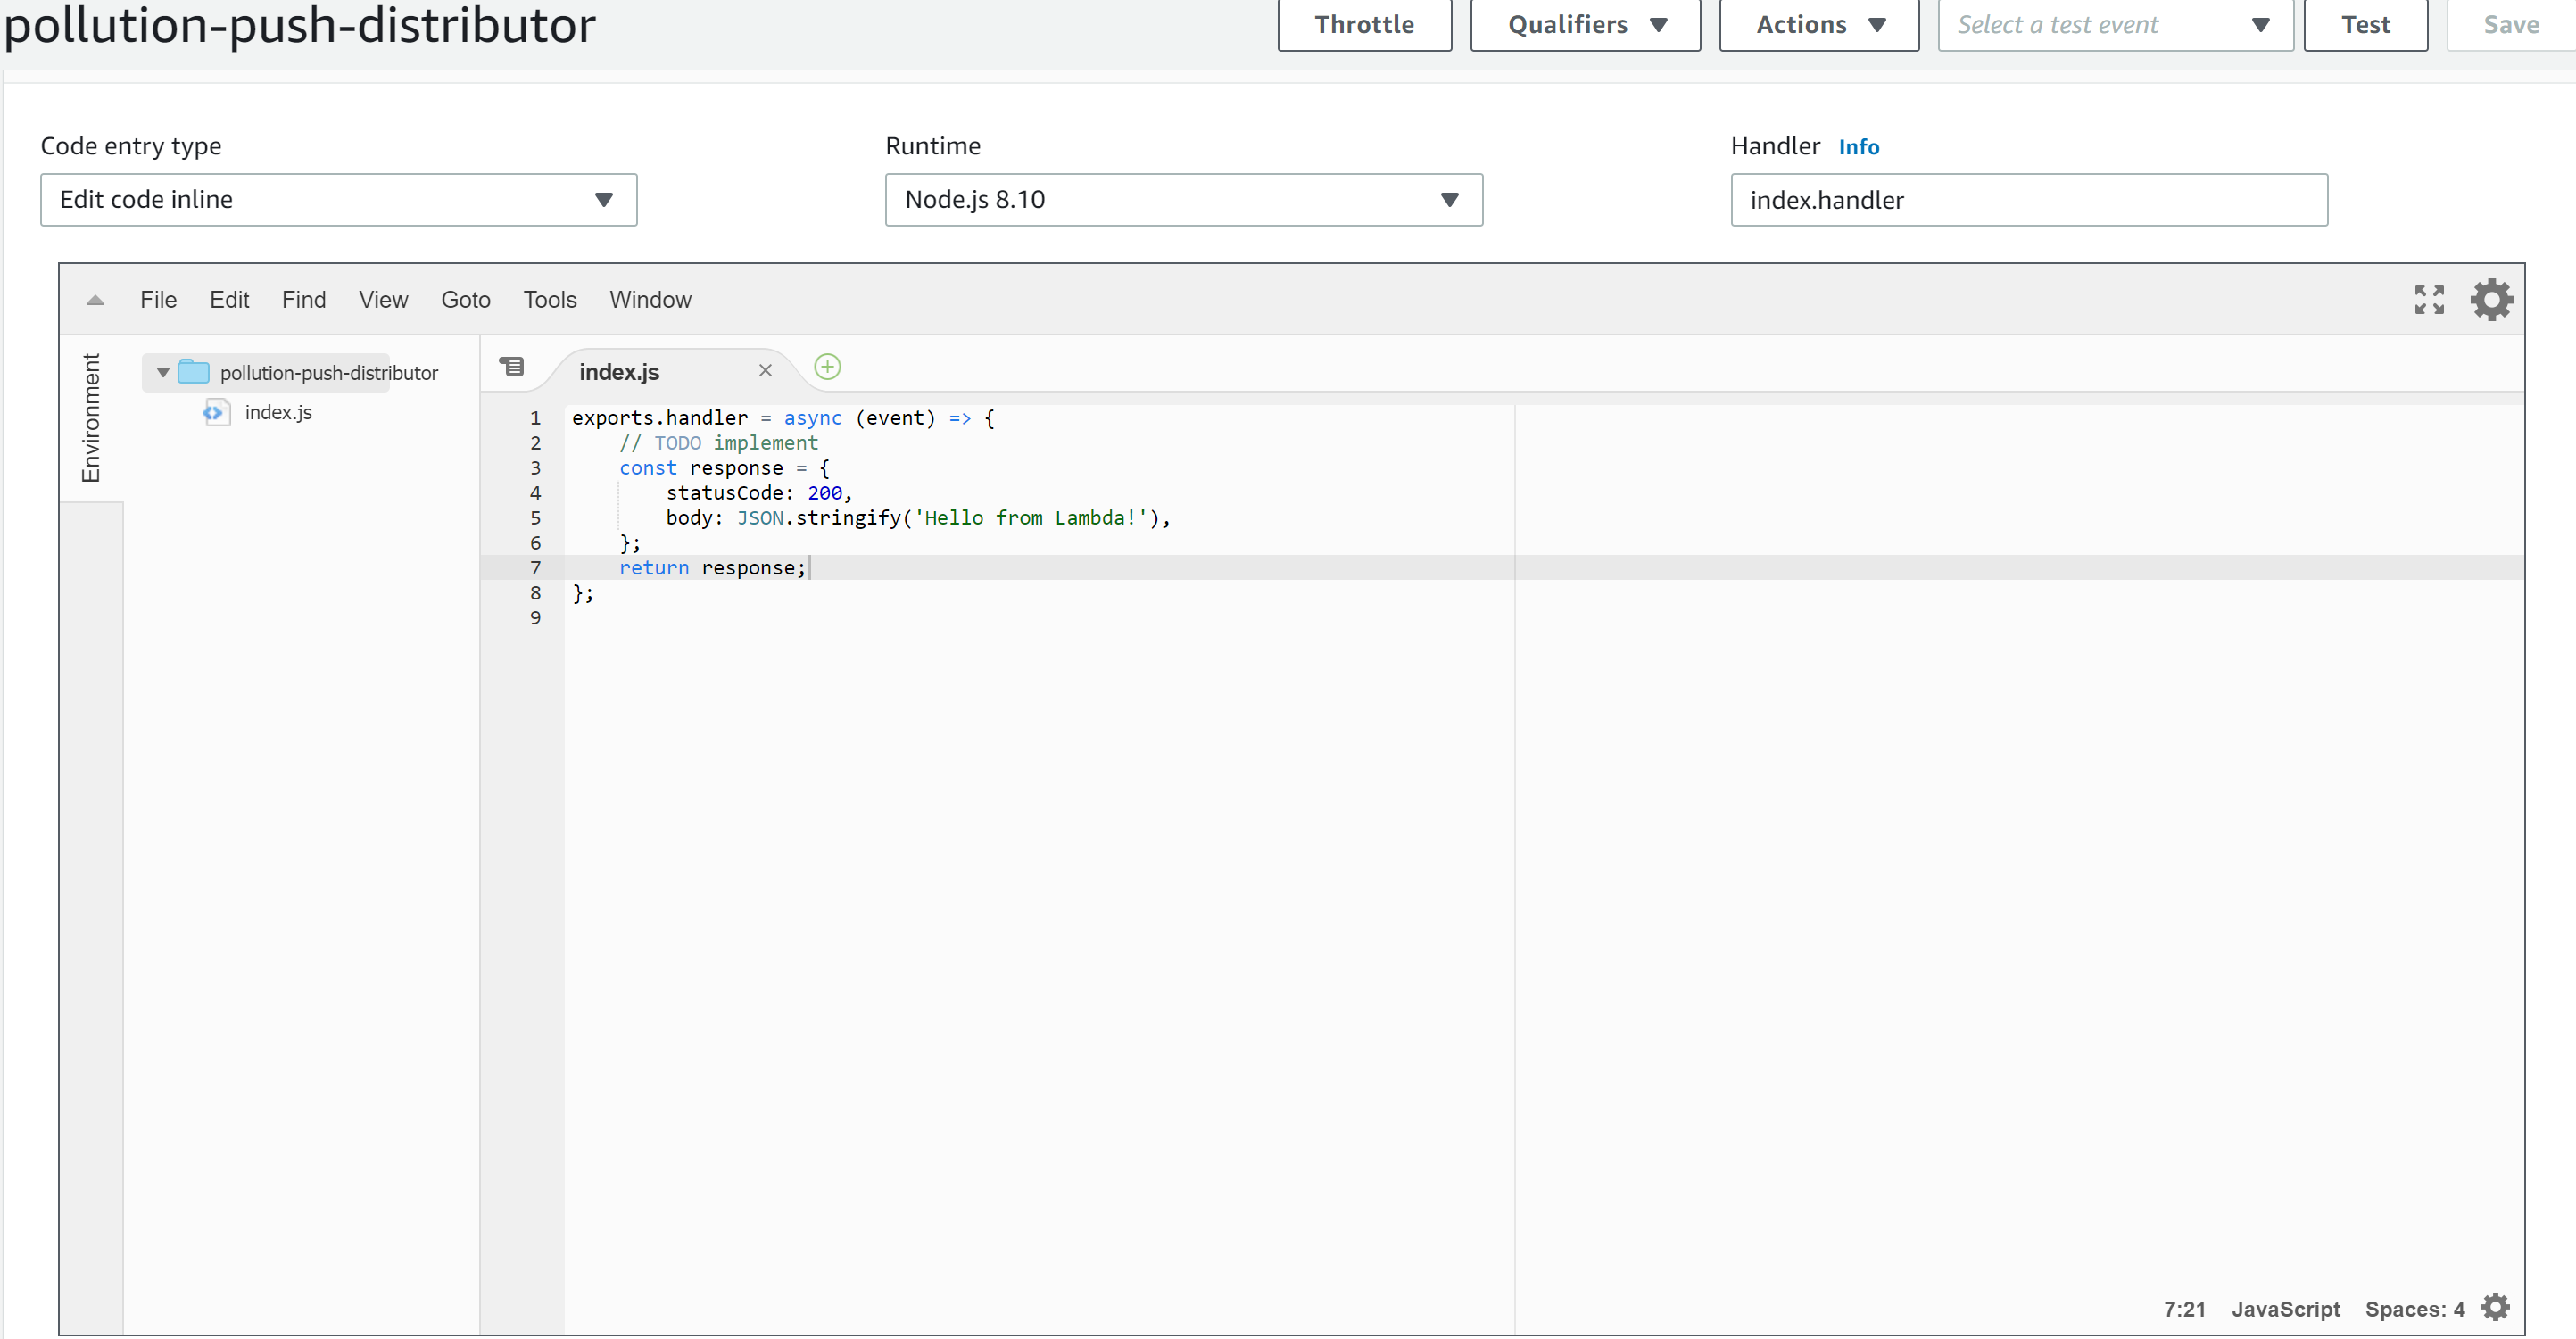 pollution-push-distributor
Throttle Qualifiers Actions Select a test event Test Save
Code entry type Runtime Handler Info
Edit code inline Node.js 8.10 index.handler
File Edit Find View Goto Tools Window
Environment
pollution-push-distributor
index.js
index.js
1 exports.handler = async (event) => {
2 // TODO implement
3 const response = {
4 statusCode: 200,
5 body: JSON.stringify('Hello from Lambda!'),
6 };
7 return response;
8 };
9
7:21 JavaScript Spaces: 4